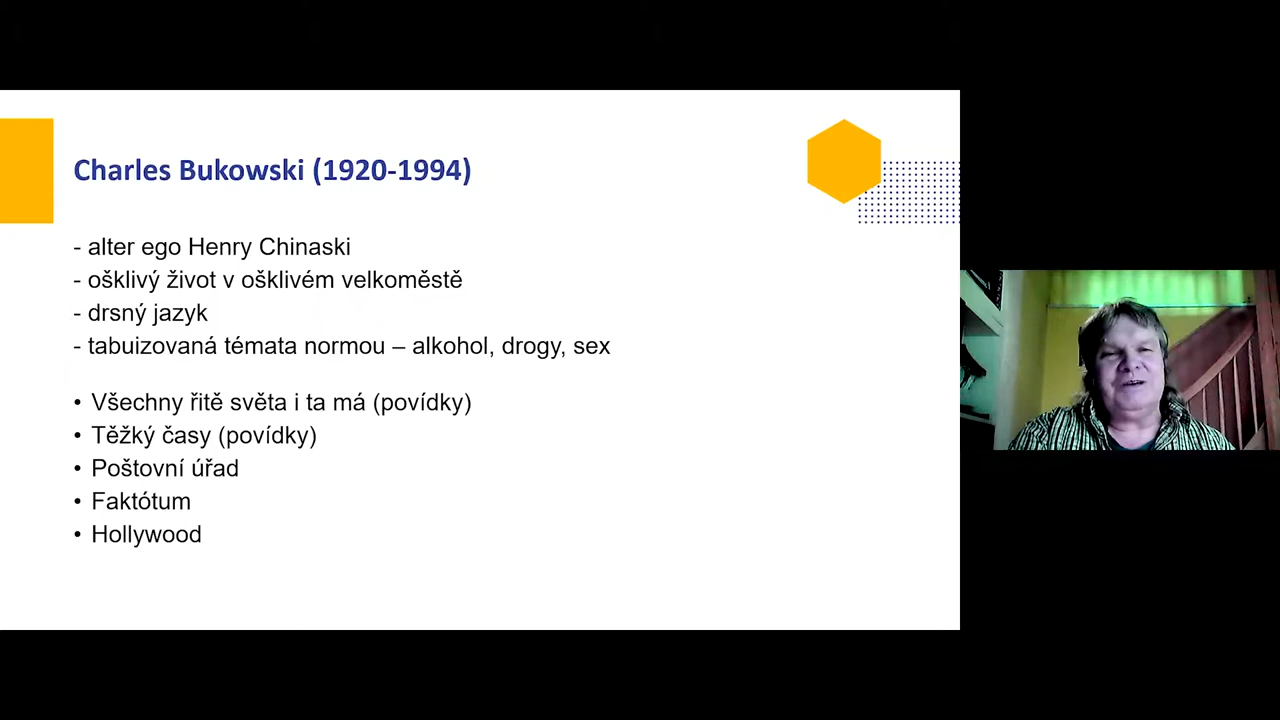 Charles Bukowski (1920-1994)
- alter ego Henry Chinaski
- ošklivý život v ošklivém velkoměstě
- drsný jazyk
- tabuizovaná témata normou – alkohol, drogy, sex
• Všechny řitě světa i ta má (povídky)
• Těžký časy (povídky)
• Poštovní úřad
• Faktótum
• Hollywood